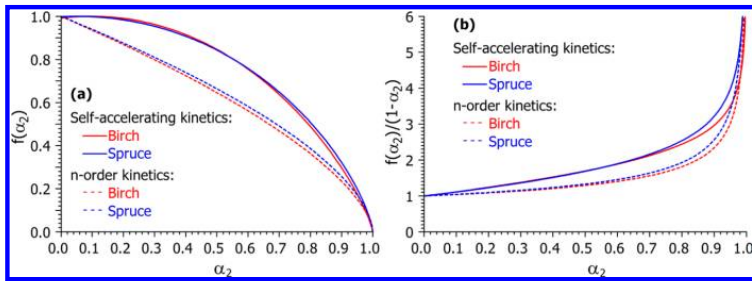 (a)
Self-accelerating kinetics:
Birch
Spruce
n-order kinetics:
Birch
Spruce
f(α₂)
1.0
0.8
0.6
0.4
0.2
0.0
0.0 0.1 0.2 0.3 0.4 0.5 0.6 0.7 0.8 0.9 1.0
α₂
(b)
Self-accelerating kinetics:
Birch
Spruce
n-order kinetics:
Birch
Spruce
f(α₂)/(1-α₂)
6
5
4
3
2
1
0
0.0 0.1 0.2 0.3 0.4 0.5 0.6 0.7 0.8 0.9 1.0
α₂